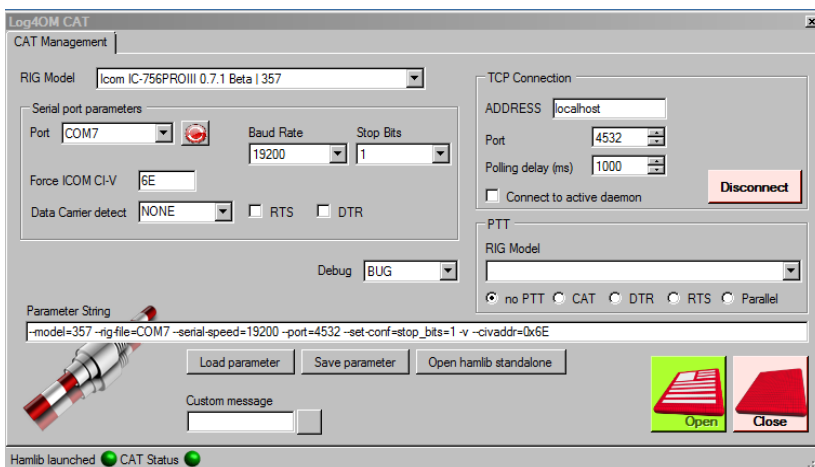 Log4OM CAT
CAT Management
RIG Model Icom IC-756PROIII 0.7.1 Beta | 357
Serial port parameters
Port COM7
Baud Rate
19200
Stop Bits
1
Force ICOM CI-V 6E
Data Carrier detect NONE RTS DTR
Debug BUG
TCP Connection
ADDRESS localhost
Port 4532
Polling delay (ms) 1000
Connect to active daemon
Disconnect
PTT
RIG Model
no PTT CAT DTR RTS Parallel
Parameter String
--model=357 --rig-file=COM7 --serial-speed=19200 --port=4532 --set-conf=stop_bits=1 -v --civaddr=0x6E
Load parameter Save parameter Open hamlib standalone
Custom message
Open Close
Hamlib launched CAT Status